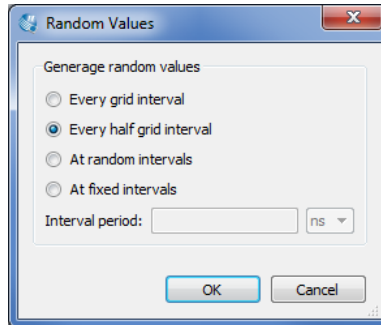 Random Values
Generage random values
Every grid interval
Every half grid interval
At random intervals
At fixed intervals
Interval period: ns
OK Cancel